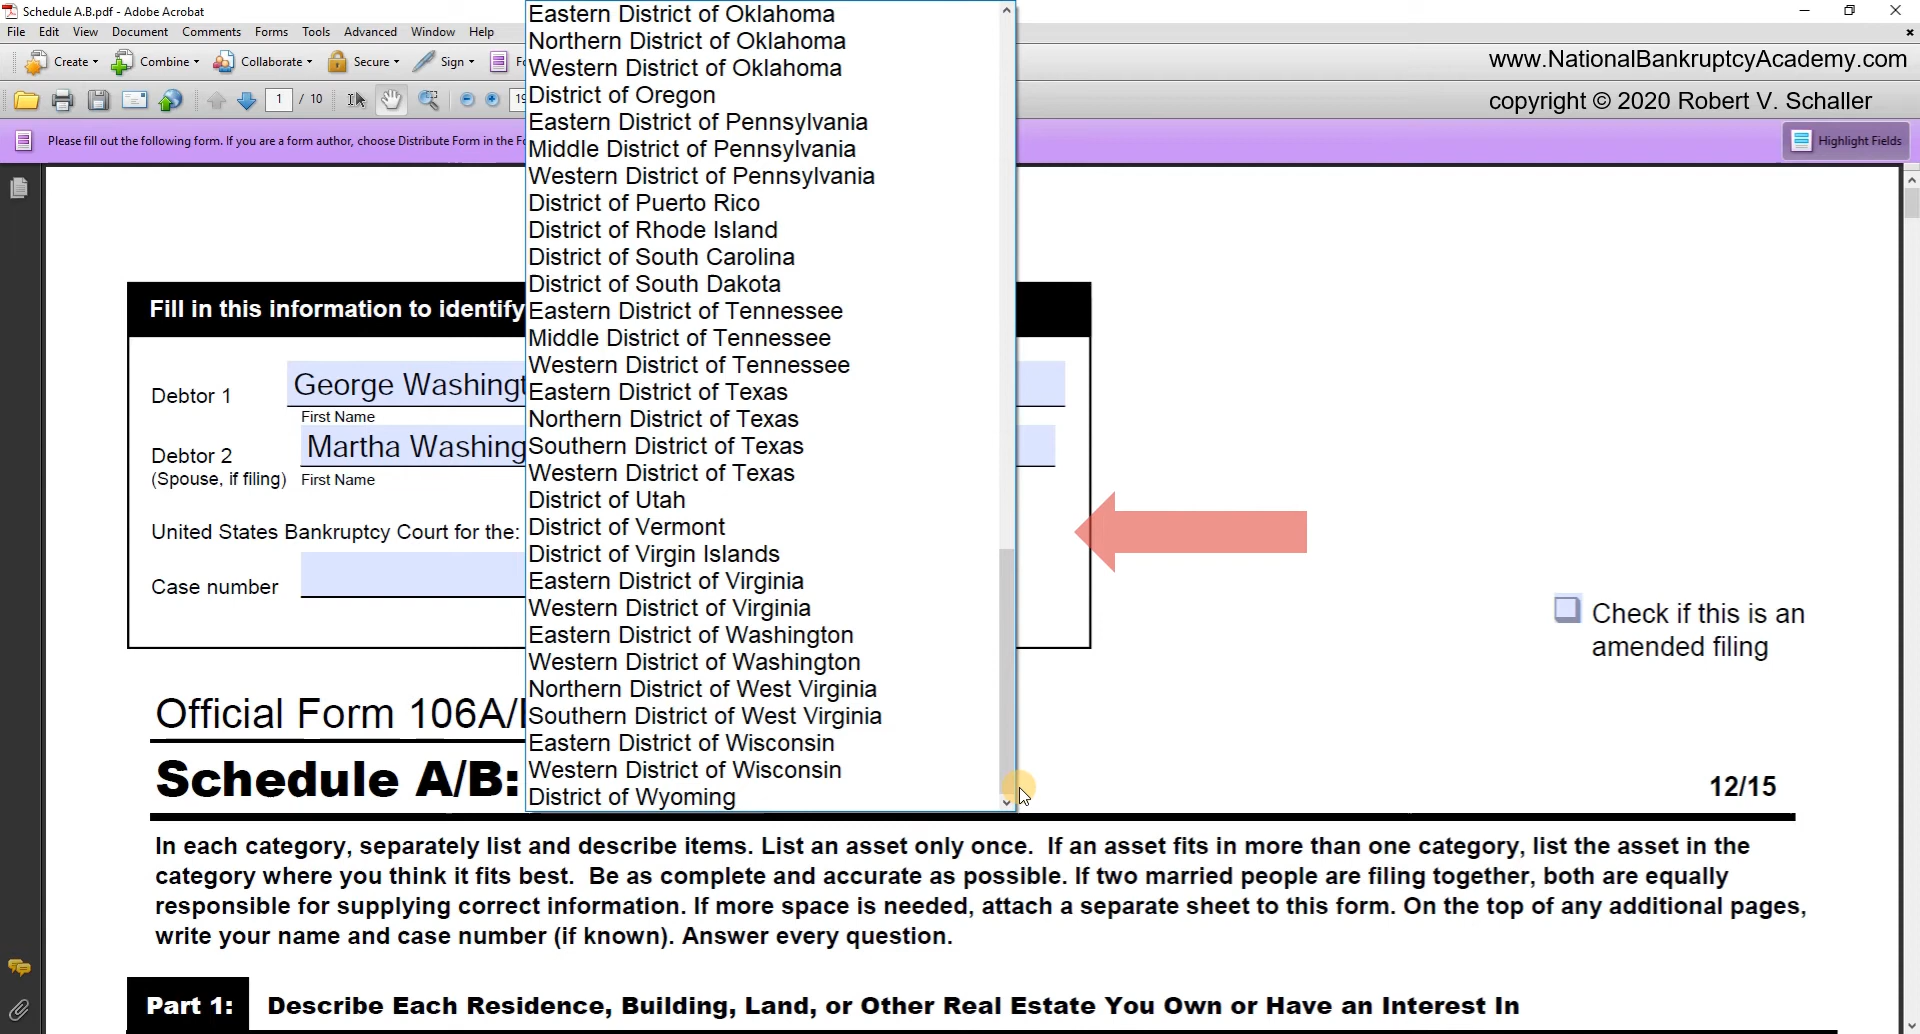 Schedule A.B.pdf - Adobe Acrobat
File Edit View Document Comments Forms Tools Advanced Window Help
Create Combine Collaborate Secure Sign
1 / 10
www.NationalBankruptcyAcademy.com
copyright © 2020 Robert V. Schaller
Please fill out the following form. If you are a form author, choose Distribute Form in the
Highlight Fields
Eastern District of Oklahoma
Northern District of Oklahoma
Western District of Oklahoma
District of Oregon
Eastern District of Pennsylvania
Middle District of Pennsylvania
Western District of Pennsylvania
District of Puerto Rico
District of Rhode Island
District of South Carolina
District of South Dakota
Eastern District of Tennessee
Middle District of Tennessee
Western District of Tennessee
Eastern District of Texas
Northern District of Texas
Southern District of Texas
Western District of Texas
District of Utah
District of Vermont
District of Virgin Islands
Eastern District of Virginia
Western District of Virginia
Eastern District of Washington
Western District of Washington
Northern District of West Virginia
Southern District of West Virginia
Eastern District of Wisconsin
Western District of Wisconsin
District of Wyoming
Fill in this information to identify
Debtor 1 George Washingt
First Name
Debtor 2 Martha Washing
(Spouse, if filing) First Name
United States Bankruptcy Court for the:
Case number
Check if this is an
amended filing
Official Form 106A/
Schedule A/B:
12/15
In each category, separately list and describe items. List an asset only once. If an asset fits in more than one category, list the asset in the
category where you think it fits best. Be as complete and accurate as possible. If two married people are filing together, both are equally
responsible for supplying correct information. If more space is needed, attach a separate sheet to this form. On the top of any additional pages,
write your name and case number (if known). Answer every question.
Part 1: Describe Each Residence, Building, Land, or Other Real Estate You Own or Have an Interest In